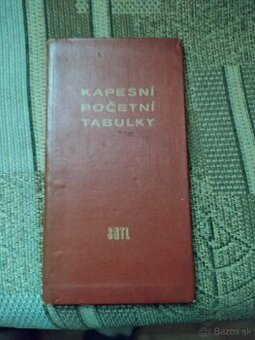 KAPESNÍ
POČETNÍ
TABULKY
SNTL
Bazos.sk